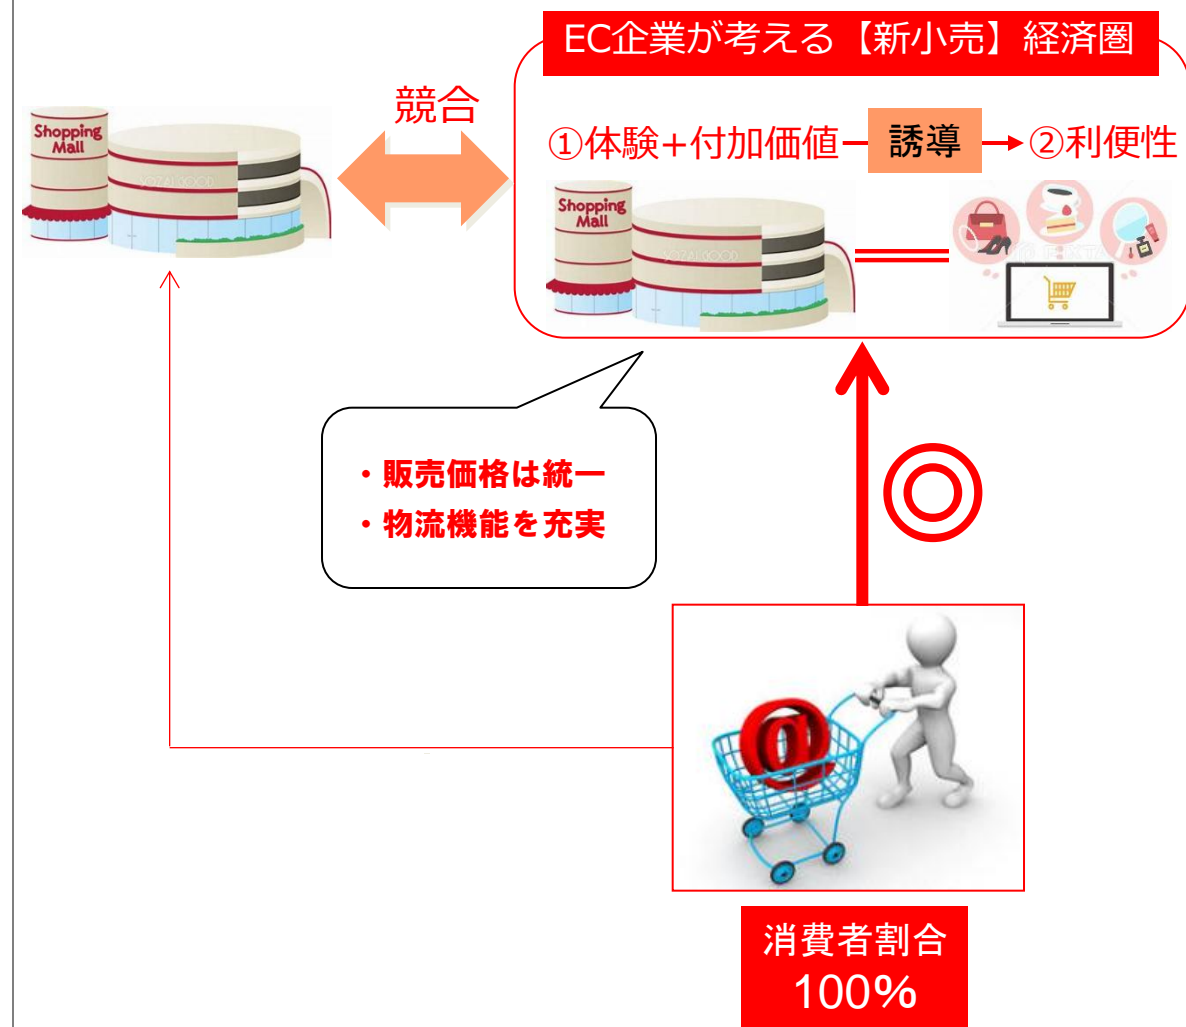 EC企業が考える【新小売】経済圏
競合
①体験+付加価値
誘導
②利便性
Shopping
Mall
Shopping
Mall
・販売価格は統一
・物流機能を充実
@
消費者割合
100%